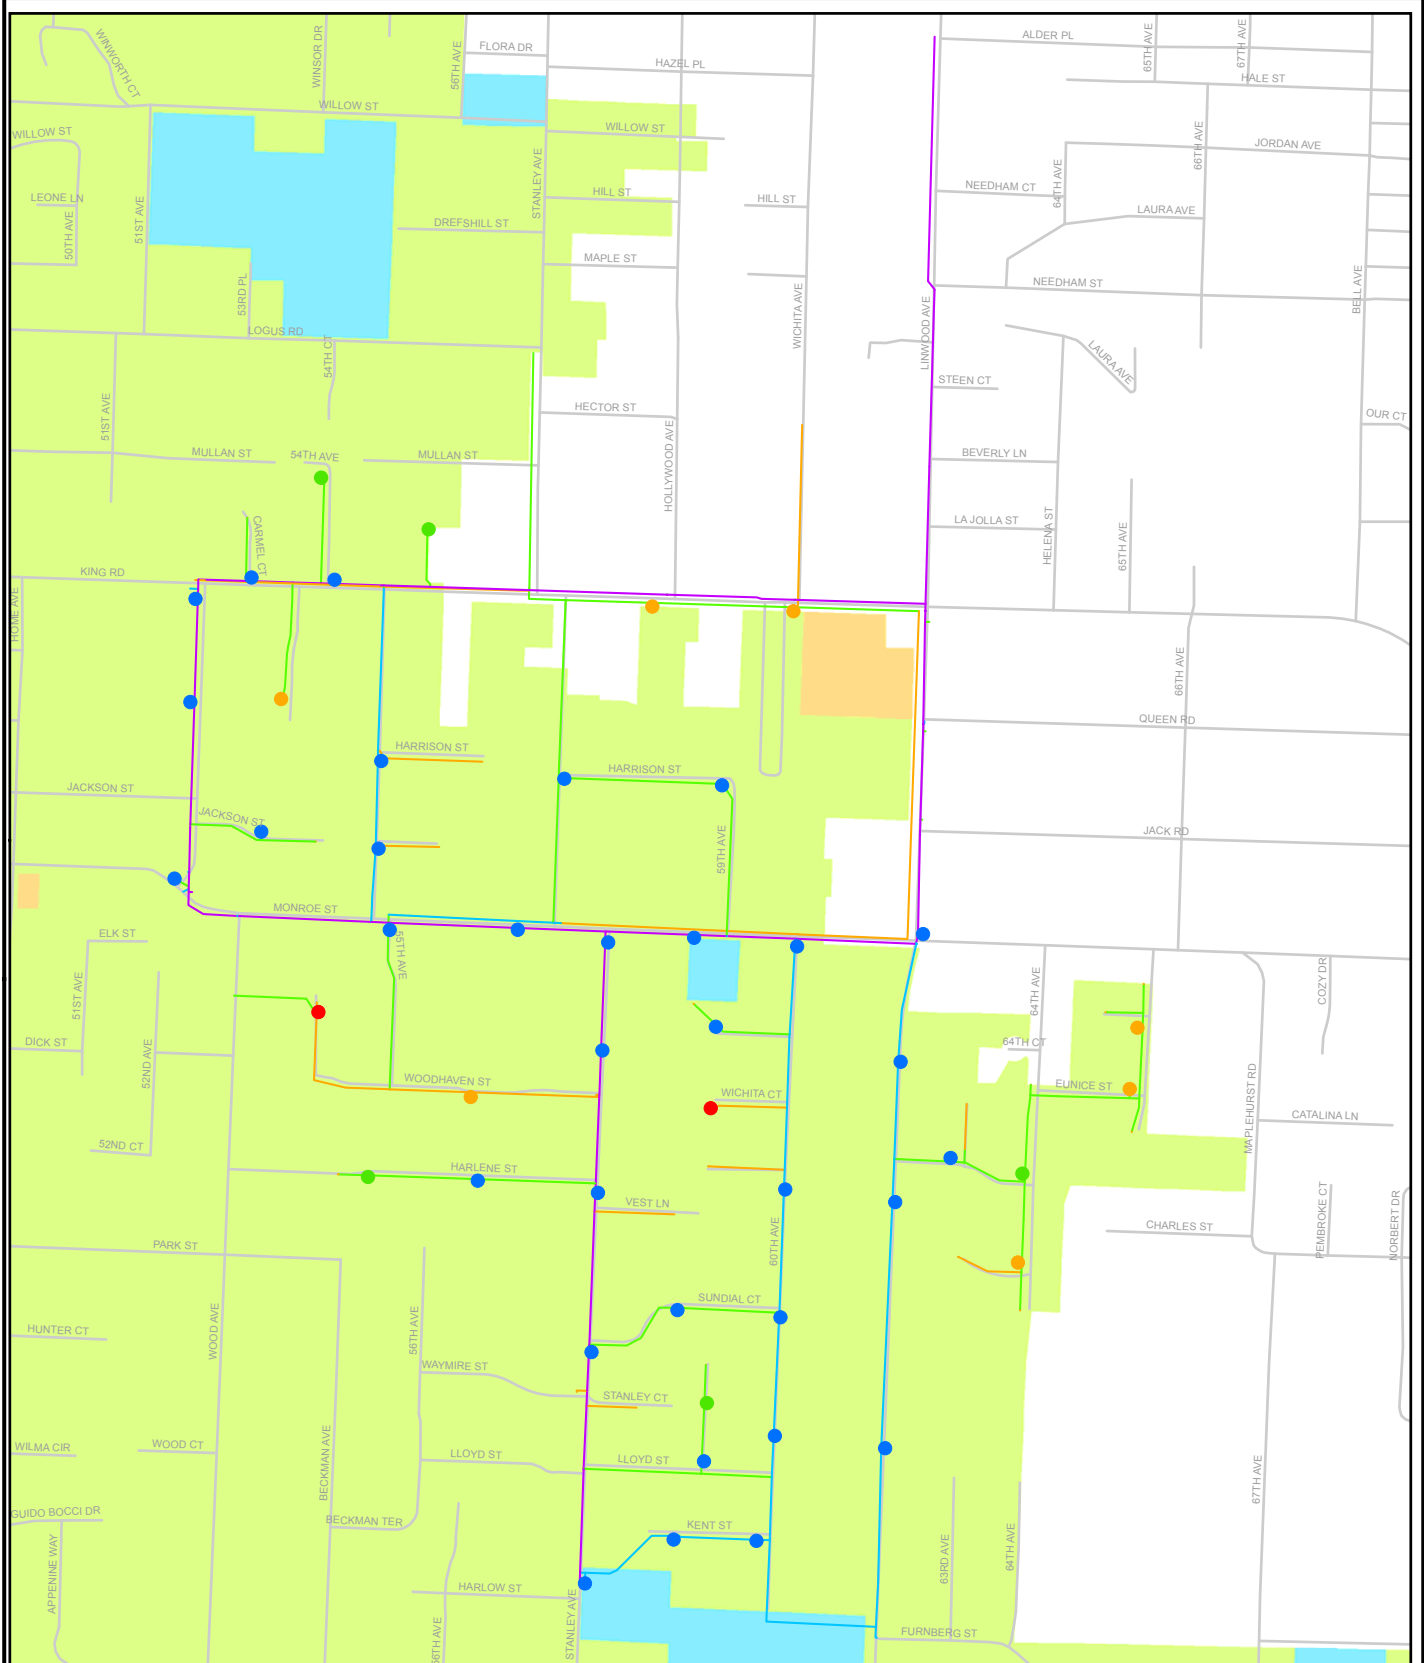 WINWORTH CT
WINSOR DR
56TH AVE
FLORA DR
HAZEL PL
ALDER PL
65TH AVE
67TH AVE
HALE ST
WILLOW ST
WILLOW ST
WILLOW ST
JORDAN AVE
66TH AVE
64TH AVE
STANLEY AVE
LEONE LN
50TH AVE
51ST AVE
HILL ST
HILL ST
NEEDHAM CT
LAURA AVE
DREFSHILL ST
MAPLE ST
NEEDHAM ST
BELL AVE
53RD PL
LOGUS RD
54TH CT
WICHITA AVE
LINWOOD AVE
LAURA AVE
STEEN CT
51ST AVE
HECTOR ST
OUR CT
MULLAN ST
54TH AVE
MULLAN ST
HOLLYWOOD AVE
BEVERLY LN
CARMEL CT
LA JOLLA ST
HELENA ST
65TH AVE
KING RD
HOME AVE
66TH AVE
QUEEN RD
HARRISON ST
HARRISON ST
JACKSON ST
JACKSON ST
59TH AVE
JACK RD
MONROE ST
ELK ST
55TH AVE
51ST AVE
64TH AVE
COZY DR
DICK ST
52ND AVE
64TH CT
WOODHAVEN ST
WICHITA CT
EUNICE ST
MAPLEHURST RD
CATALINA LN
52ND CT
HARLENE ST
VEST LN
60TH AVE
PEMBROKE CT
NORBERT DR
CHARLES ST
PARK ST
SUNDIAL CT
HUNTER CT
WOOD AVE
56TH AVE
WAYMIRE ST
STANLEY CT
WILMA CIR
WOOD CT
BECKMAN AVE
LLOYD ST
LLOYD ST
67TH AVE
GUIDO BOCCI DR
BECKMAN TER
KENT ST
APPENINE WAY
63RD AVE
64TH AVE
HARLOW ST
STANLEY AVE
56TH AVE
FURNBERG ST